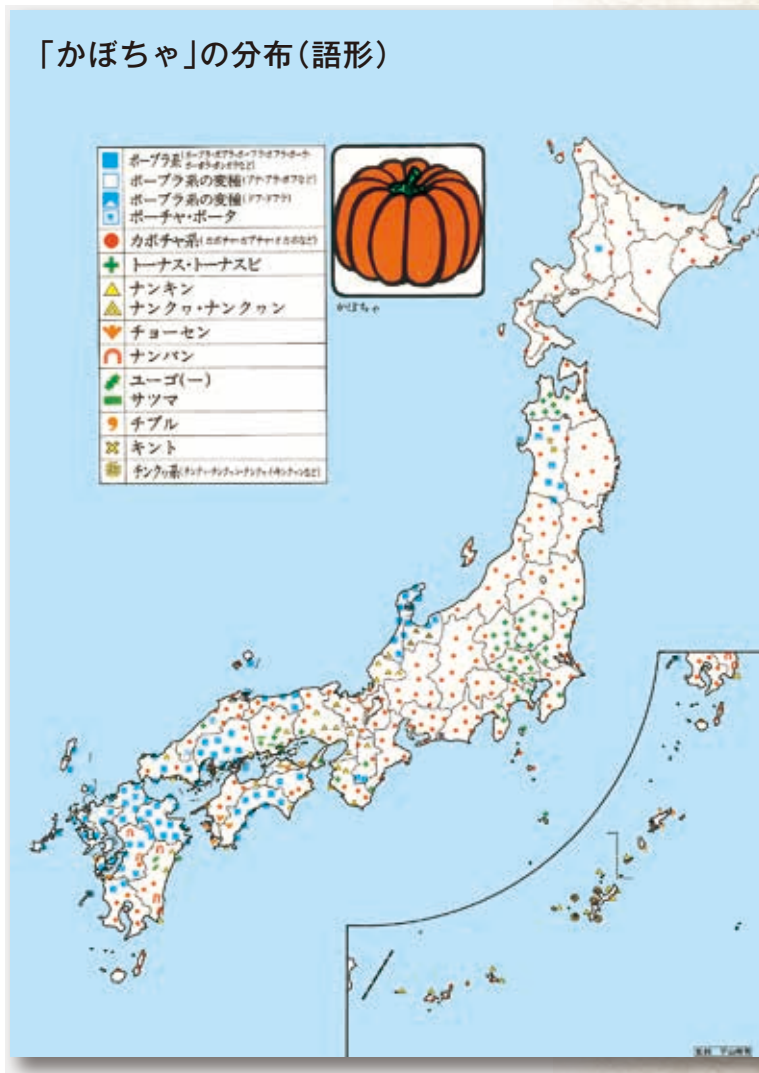 「かぼちゃ」の分布(語形)
ボーブラ系
ボーブラ系の変種
ボーブラ系の変種
ボーチャ・ボータ
カボチャ系
トーナス・トーナスビ
ナンキン
ナンクヮ・ナンクヮン
チョーセン
ナンバン
ユーゴ(ー)
サツマ
チブル
キント
チンクヮ系
かぼちゃ